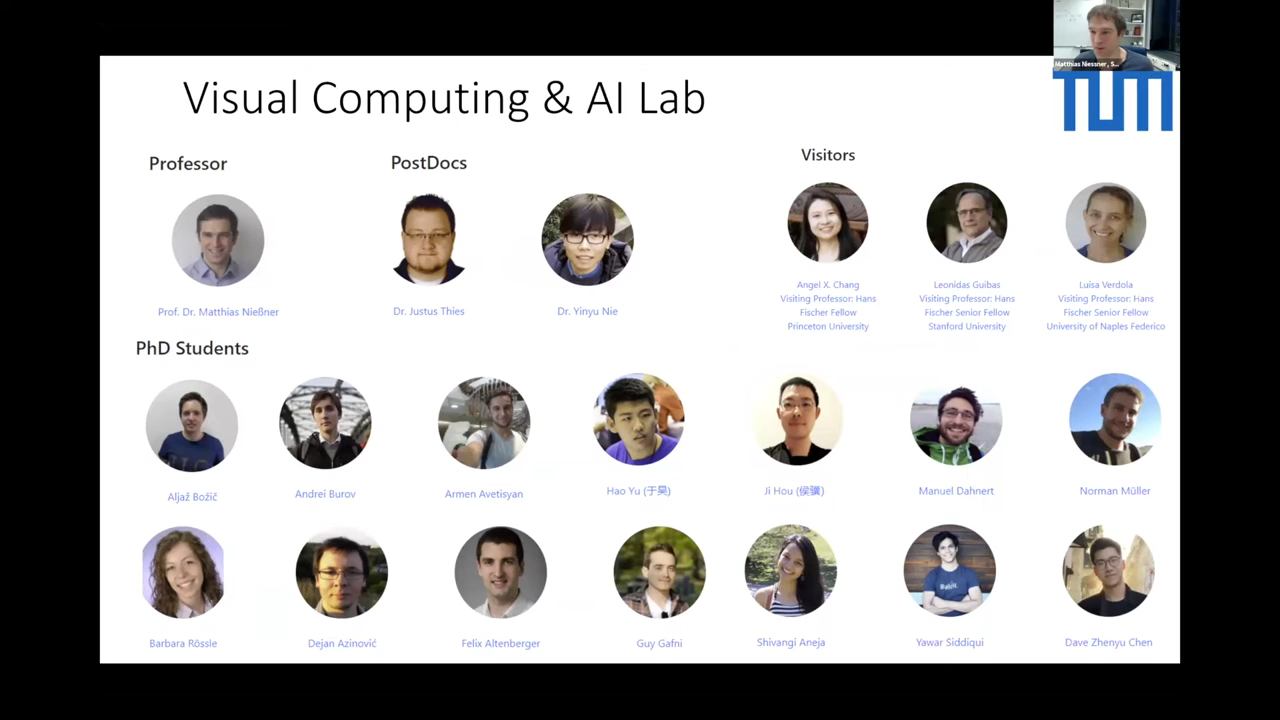 Visual Computing & AI Lab
Matthias Niessner, S...
TUM
Professor
PostDocs
Visitors
Prof. Dr. Matthias Nießner
Dr. Justus Thies
Dr. Yinyu Nie
Angel X. Chang
Visiting Professor: Hans
Fischer Fellow
Princeton University
Leonidas Guibas
Visiting Professor: Hans
Fischer Senior Fellow
Stanford University
Luisa Verdola
Visiting Professor: Hans
Fischer Senior Fellow
University of Naples Federico
PhD Students
Aljaž Božič
Andrei Burov
Armen Avetisyan
Hao Yu (于昊)
Ji Hou (侯骥)
Manuel Dahnert
Norman Müller
Barbara Rössle
Dejan Azinović
Felix Altenberger
Guy Gafni
Shivangi Aneja
Yawar Siddiqui
Dave Zhenyu Chen